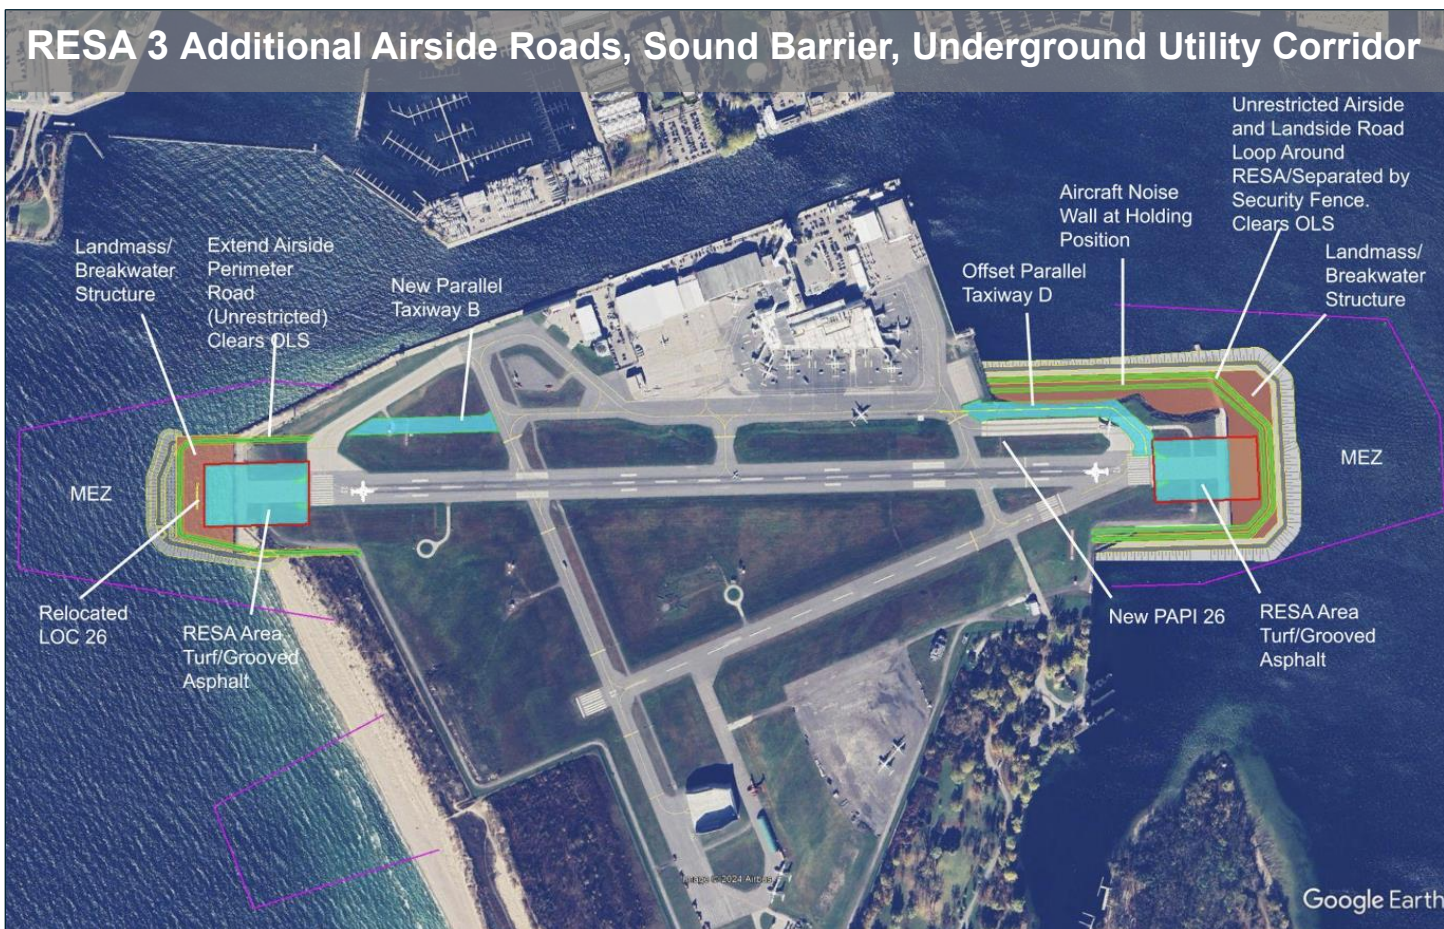 RESA 3 Additional Airside Roads, Sound Barrier, Underground Utility Corridor
Unrestricted Airside
and Landside Road
Loop Around
RESA/Separated by
Security Fence.
Clears OLS
Aircraft Noise
Wall at Holding
Position
Landmass/
Breakwater
Structure
Extend Airside
Perimeter
Road
(Unrestricted)
Clears OLS
New Parallel
Taxiway B
Offset Parallel
Taxiway D
Landmass/
Breakwater
Structure
MEZ
MEZ
Relocated
LOC 26
RESA Area
Turf/Grooved
Asphalt
New PAPI 26
RESA Area
Turf/Grooved
Asphalt
Image © 2024 Airbus
Google Earth